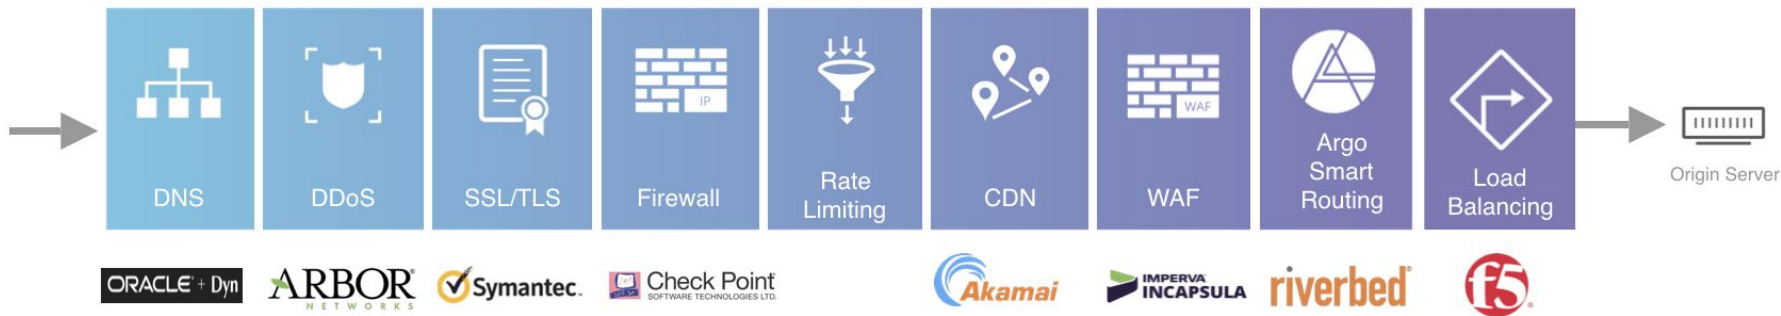 IP
WAF
DNS
DDoS
SSL/TLS
Firewall
Rate
Limiting
CDN
WAF
Argo
Smart
Routing
Load
Balancing
Origin Server
ORACLE + Dyn
ARBOR
NETWORKS
Symantec.
Check Point
SOFTWARE TECHNOLOGIES LTD.
Akamai
IMPERVA
INCAPSULA
riverbed
f5